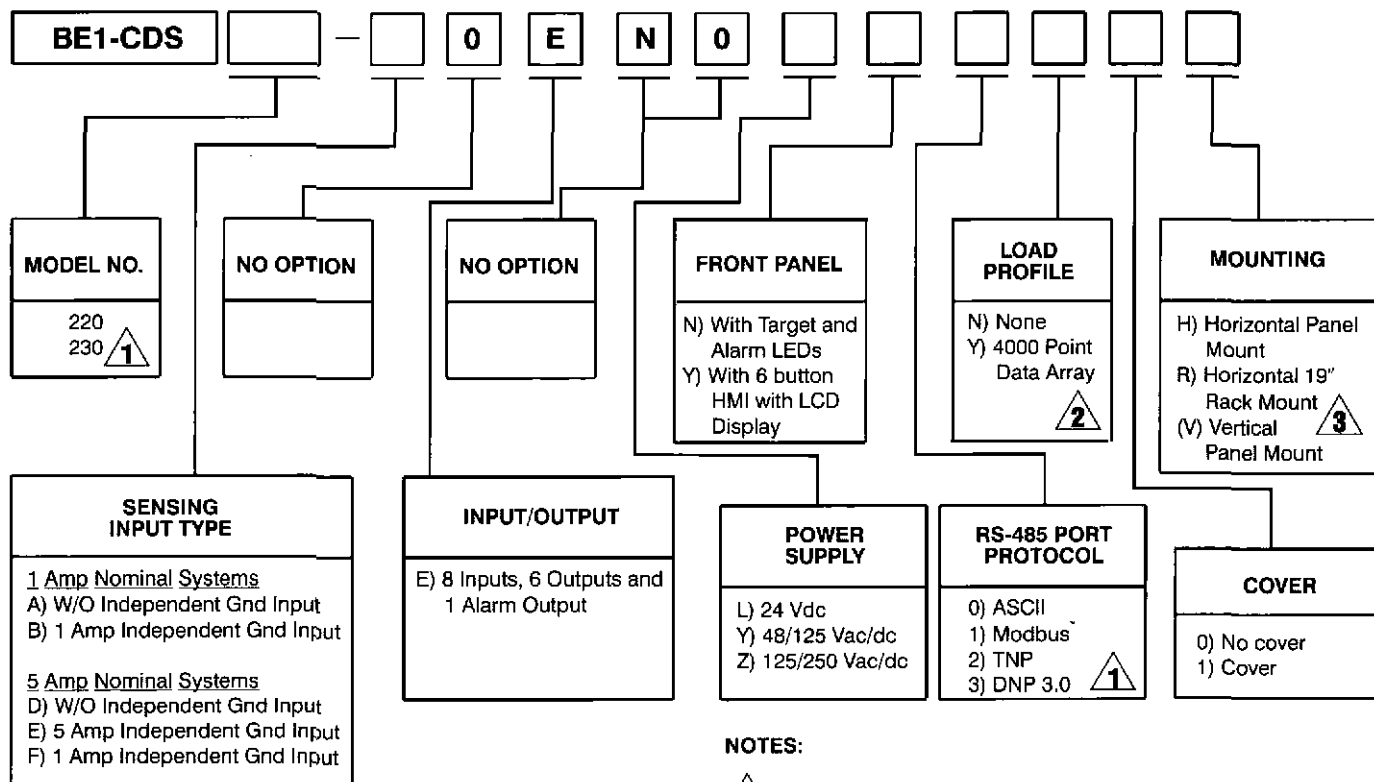 BE1-CDS — 0 E N 0
MODEL NO.
220
230 1
NO OPTION
NO OPTION
FRONT PANEL
N) With Target and
Alarm LEDs
Y) With 6 button
HMI with LCD
Display
LOAD
PROFILE
N) None
Y) 4000 Point
Data Array
2
MOUNTING
H) Horizontal Panel
Mount
R) Horizontal 19"
Rack Mount 3
(V) Vertical
Panel Mount
SENSING
INPUT TYPE
1 Amp Nominal Systems
A) W/O Independent Gnd Input
B) 1 Amp Independent Gnd Input
5 Amp Nominal Systems
D) W/O Independent Gnd Input
E) 5 Amp Independent Gnd Input
F) 1 Amp Independent Gnd Input
INPUT/OUTPUT
E) 8 Inputs, 6 Outputs and
1 Alarm Output
POWER
SUPPLY
L) 24 Vdc
Y) 48/125 Vac/dc
Z) 125/250 Vac/dc
RS-485 PORT
PROTOCOL
0) ASCII
1) Modbus
2) TNP
3) DNP 3.0 1
COVER
0) No cover
1) Cover
NOTES: